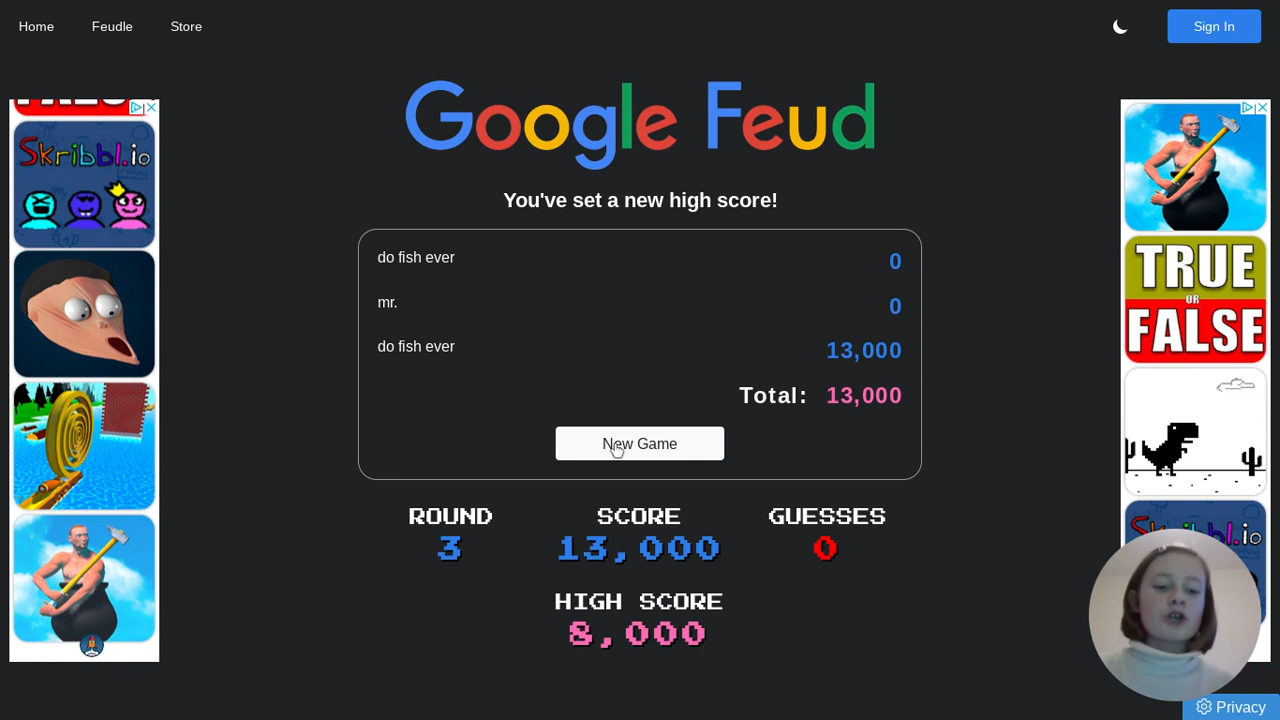 Home Feudle Store Sign In
Google Feud
You've set a new high score!
do fish ever 0
mr. 0
do fish ever 13,000
Total: 13,000
New Game
ROUND SCORE GUESSES
3 13,000 0
HIGH SCORE
8,000
Skribl.io
TRUE
OR
FALSE
Privacy